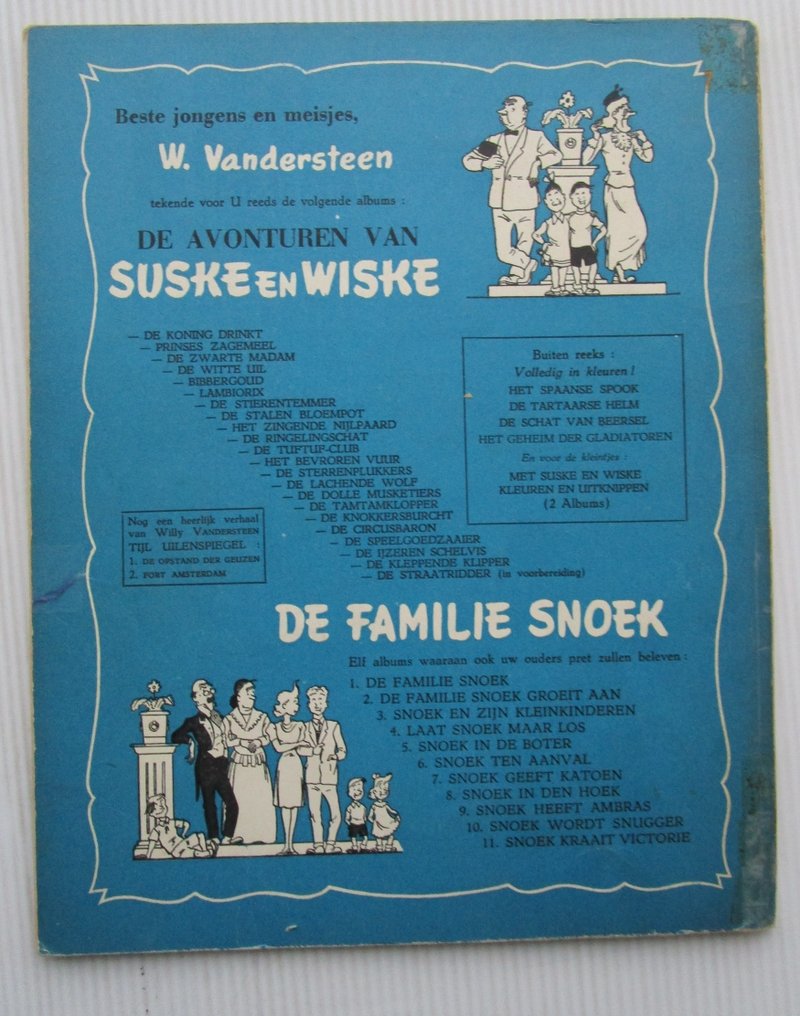 Beste jongens en meisjes,
W. Vandersteen
tekende voor U reeds de volgende albums :
DE AVONTUREN VAN
SUSKE EN WISKE
— DE KONING DRINKT
— PRINSES ZAGEMEEL
— DE ZWARTE MADAM
— DE WITTE UIL
— BIBBERGOUD
— LAMBIORIX
— DE STIERENTEMMER
— DE STALEN BLOEMPOT
— HET ZINGENDE NIJLPAARD
— DE RINGELINGSCHAT
— DE TUFTUF-CLUB
— HET BEVROREN VUUR
— DE STERRENPLUKKERS
— DE LACHENDE WOLF
— DE DOLLE MUSKETIERS
— DE TAMTAMKLOPPER
— DE KNOKKERSBURCHT
— DE CIRCUSBARON
— DE SPEELGOEDZAAIER
— DE IJZEREN SCHELVIS
— DE KLEPPENDE KLIPPER
— DE STRAATRIDDER (in voorbereiding)
Buiten reeks :
Volledig in kleuren !
HET SPAANSE SPOOK
DE TARTAARSE HELM
DE SCHAT VAN BEERSEL
HET GEHEIM DER GLADIATOREN
En voor de kleintjes :
MET SUSKE EN WISKE
KLEUREN EN UITKNIPPEN
(2 Albums)
Nog een heerlijk verhaal
van Willy VANDERSTEEN
TIJL UILENSPIEGEL :
1. DE OPSTAND DER GEUZEN
2. FORT AMSTERDAM
DE FAMILIE SNOEK
Elf albums waaraan ook uw ouders pret zullen beleven :
1. DE FAMILIE SNOEK
2. DE FAMILIE SNOEK GROEIT AAN
3. SNOEK EN ZIJN KLEINKINDEREN
4. LAAT SNOEK MAAR LOS
5. SNOEK IN DE BOTER
6. SNOEK TEN AANVAL
7. SNOEK GEEFT KATOEN
8. SNOEK IN DEN HOEK
9. SNOEK HEEFT AMBRAS
10. SNOEK WORDT SNUGGER
11. SNOEK KRAAIT VICTORIE